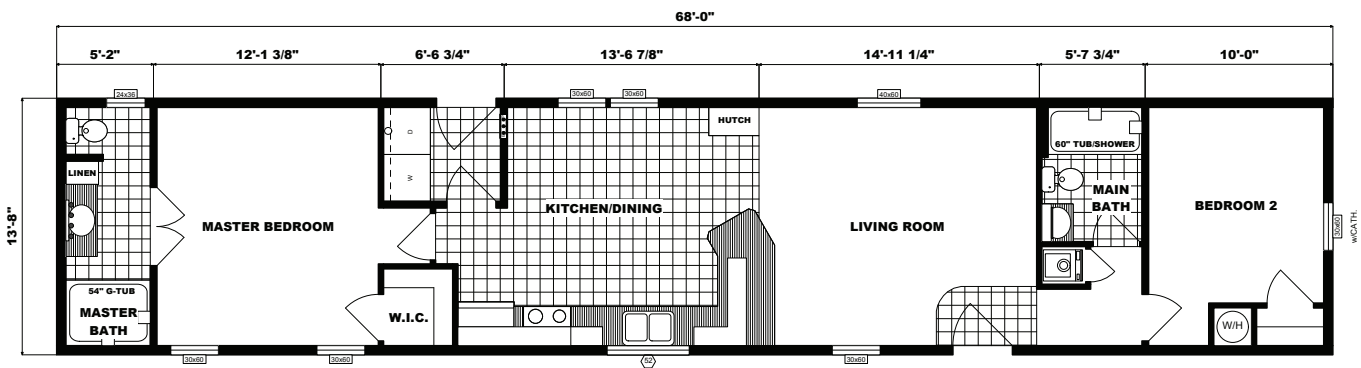 68'-0"
5'-2" 12'-1 3/8" 6'-6 3/4" 13'-6 7/8" 14'-11 1/4" 5'-7 3/4" 10'-0"
24x36 30x60 30x60 40x60
13'-8"
D
W
HUTCH
60" TUB/SHOWER
LINEN
MASTER BEDROOM
KITCHEN/DINING
LIVING ROOM
MAIN
BATH
BEDROOM 2
30x60
w/CATH.
54" G-TUB
MASTER
BATH
W.I.C.
W/H
30x60 30x60 52 30x60